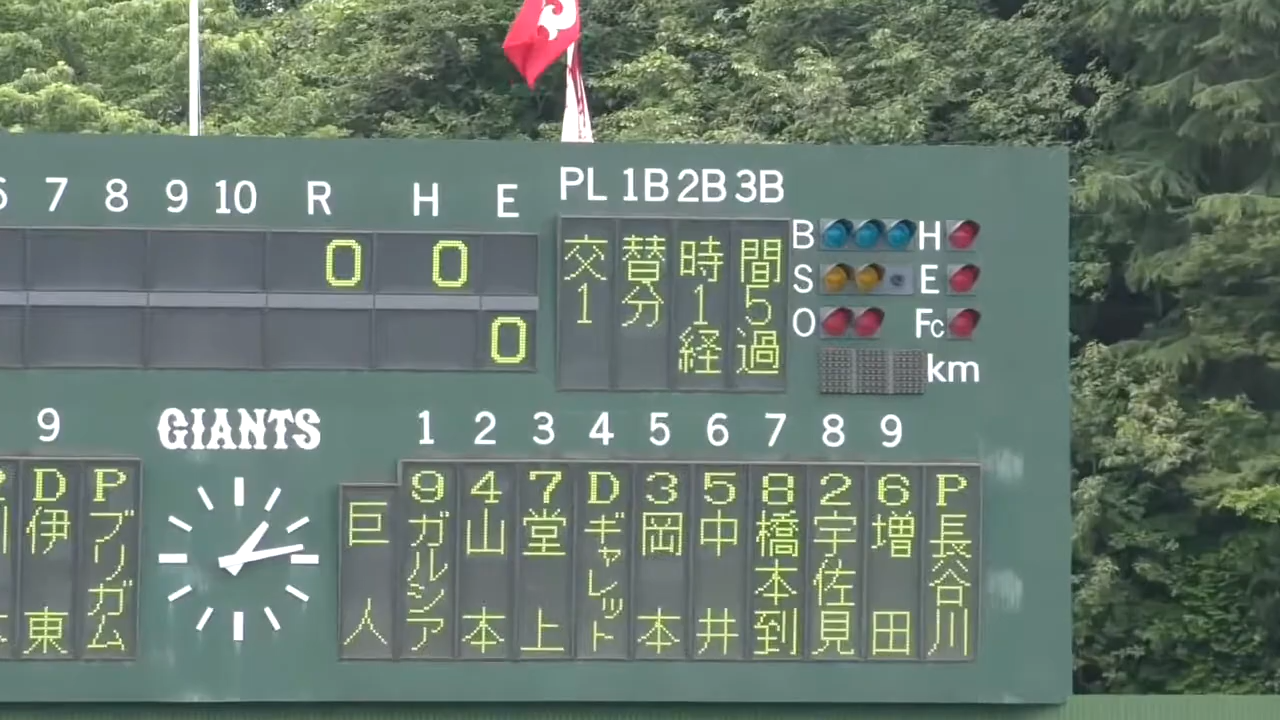 7 8 9 10 R H E
0 0
0
PL 1B 2B 3B
交替時間
1分15
経過
B H
S E
O Fc
km
9
GIANTS
1 2 3 4 5 6 7 8 9
D伊東
Pブリガム
巨人
9ガルシア
4山本
7堂上
Dギャレット
3岡本
5中井
8橋本到
2宇佐見
6増田
P長谷川